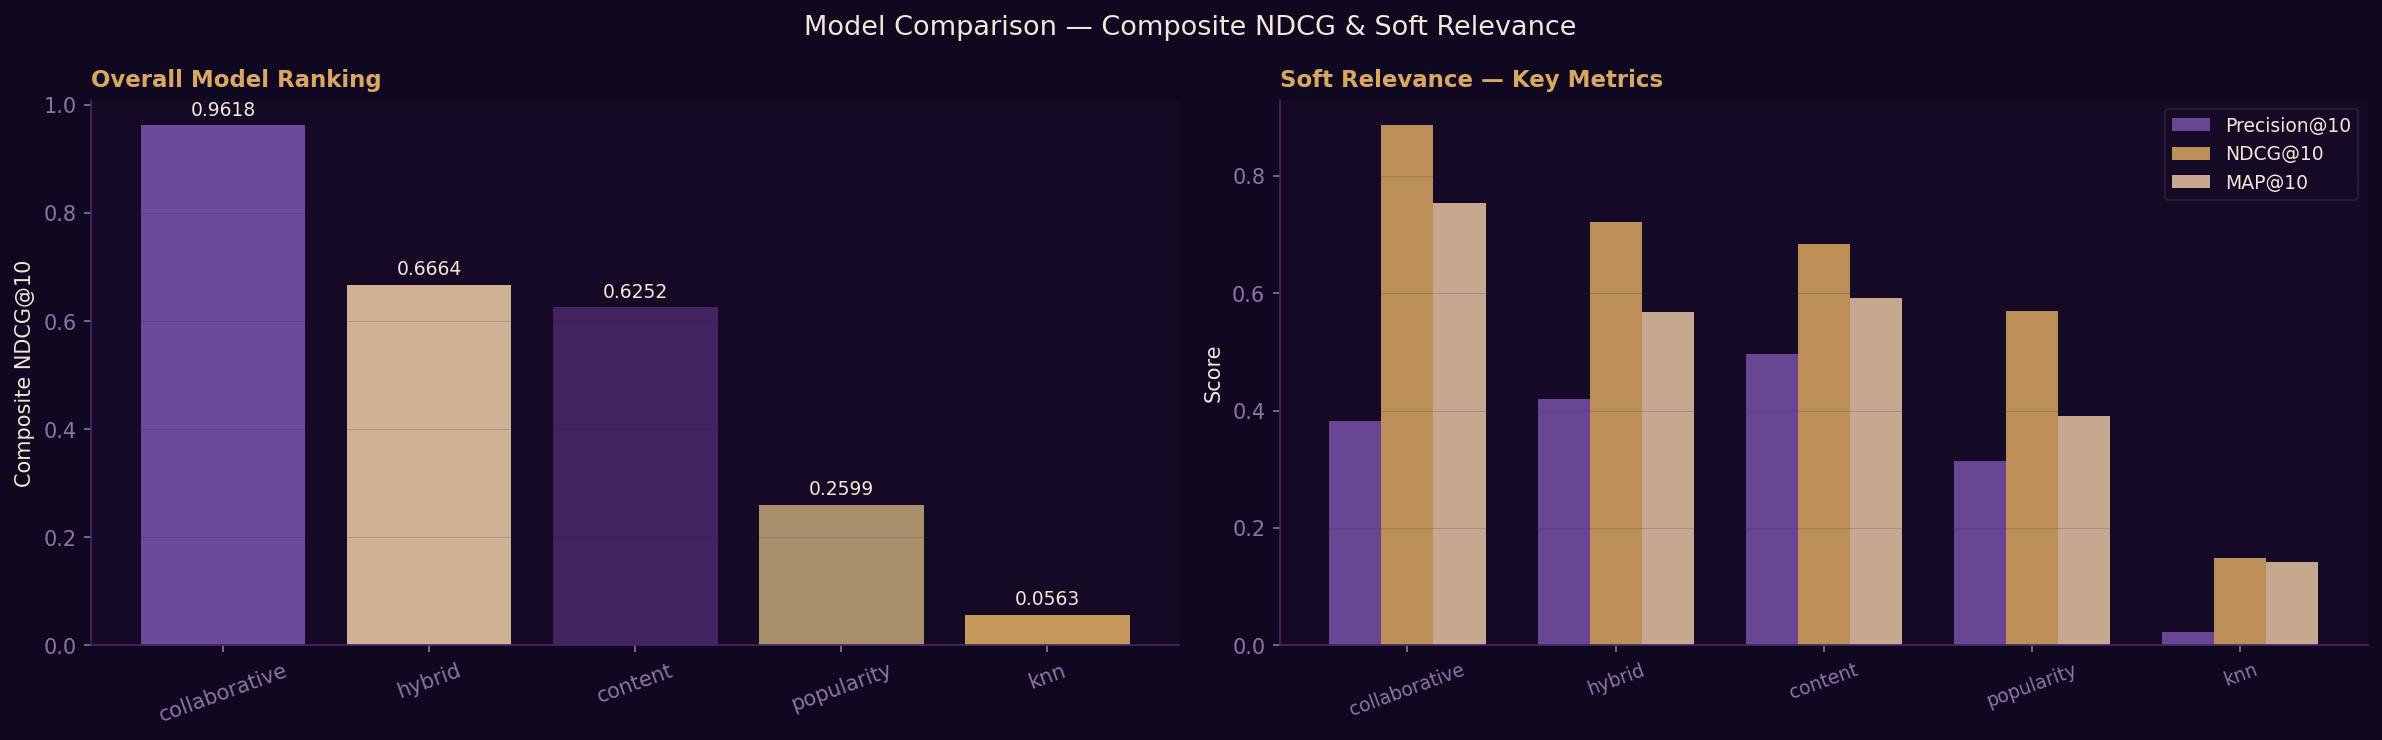 Model Comparison — Composite NDCG & Soft Relevance
Overall Model Ranking
Composite NDCG@10
1.0
0.8
0.6
0.4
0.2
0.0
0.9618
0.6664
0.6252
0.2599
0.0563
collaborative
hybrid
content
popularity
knn
Soft Relevance — Key Metrics
Score
0.8
0.6
0.4
0.2
0.0
Precision@10
NDCG@10
MAP@10
collaborative
hybrid
content
popularity
knn